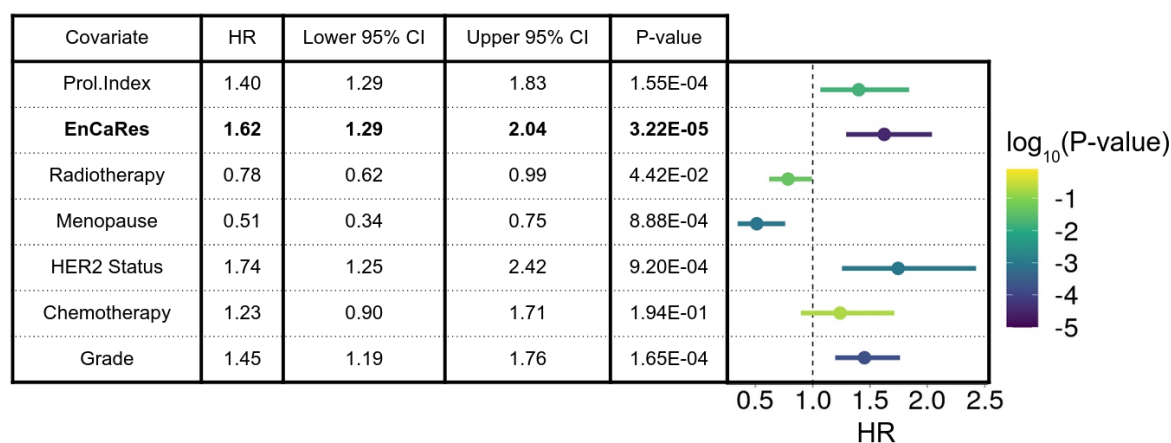 Covariate HR Lower 95% CI Upper 95% CI P-value
Prol.Index 1.40 1.29 1.83 1.55E-04
EnCaRes 1.62 1.29 2.04 3.22E-05
Radiotherapy 0.78 0.62 0.99 4.42E-02
Menopause 0.51 0.34 0.75 8.88E-04
HER2 Status 1.74 1.25 2.42 9.20E-04
Chemotherapy 1.23 0.90 1.71 1.94E-01
Grade 1.45 1.19 1.76 1.65E-04
0.5 1.0 1.5 2.0 2.5
HR
log₁₀(P-value)
-1
-2
-3
-4
-5